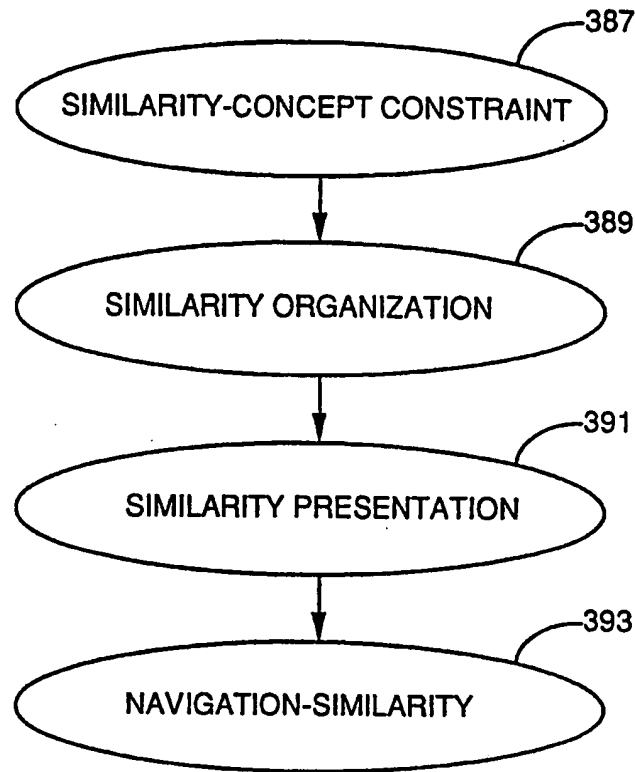 387
SIMILARITY-CONCEPT CONSTRAINT
389
SIMILARITY ORGANIZATION
391
SIMILARITY PRESENTATION
393
NAVIGATION-SIMILARITY